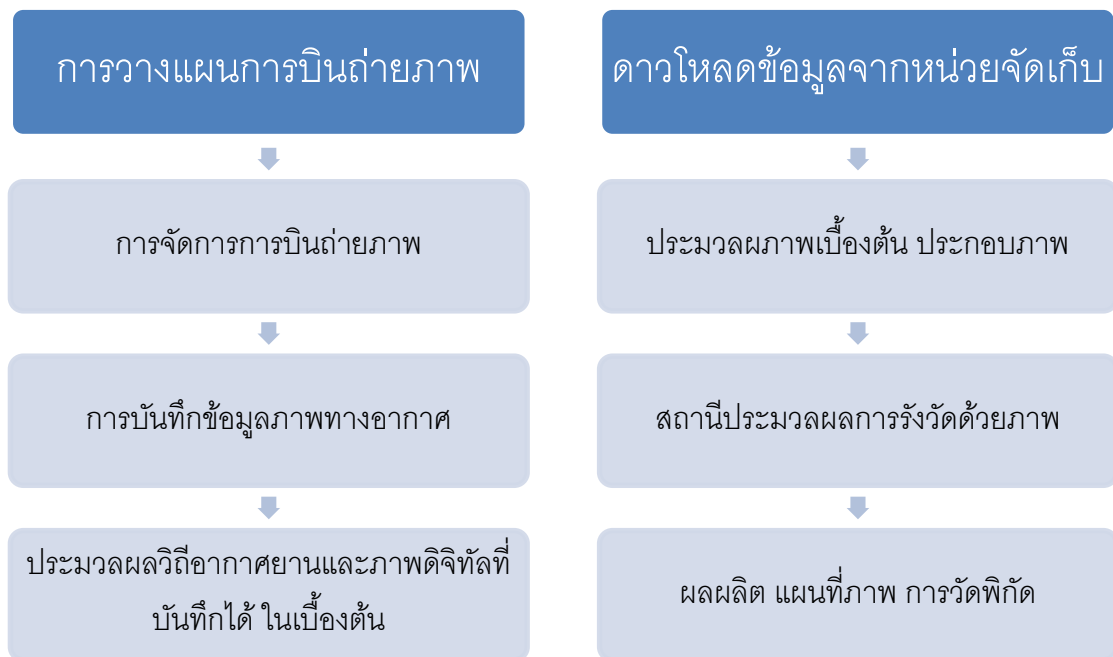 การวางแผนการบินถ่ายภาพ
การจัดการการบินถ่ายภาพ
การบันทึกข้อมูลภาพทางอากาศ
ประมวลผลวิถีอากาศยานและภาพดิจิทัลที่
บันทึกได้ ในเบื้องต้น
ดาวโหลดข้อมูลจากหน่วยจัดเก็บ
ประมวลผภาพเบื้องต้น ประกอบภาพ
สถานีประมวลผลการรังวัดด้วยภาพ
ผลผลิต แผนที่ภาพ การวัดพิกัด